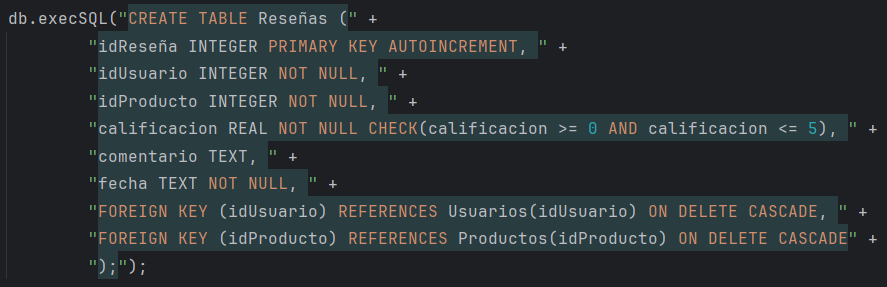 db.execSQL("CREATE TABLE Reseñas (" +
"idReseña INTEGER PRIMARY KEY AUTOINCREMENT, " +
"idUsuario INTEGER NOT NULL, " +
"idProducto INTEGER NOT NULL, " +
"calificacion REAL NOT NULL CHECK(calificacion >= 0 AND calificacion <= 5), " +
"comentario TEXT, " +
"fecha TEXT NOT NULL, " +
"FOREIGN KEY (idUsuario) REFERENCES Usuarios(idUsuario) ON DELETE CASCADE, " +
"FOREIGN KEY (idProducto) REFERENCES Productos(idProducto) ON DELETE CASCADE" +
");");